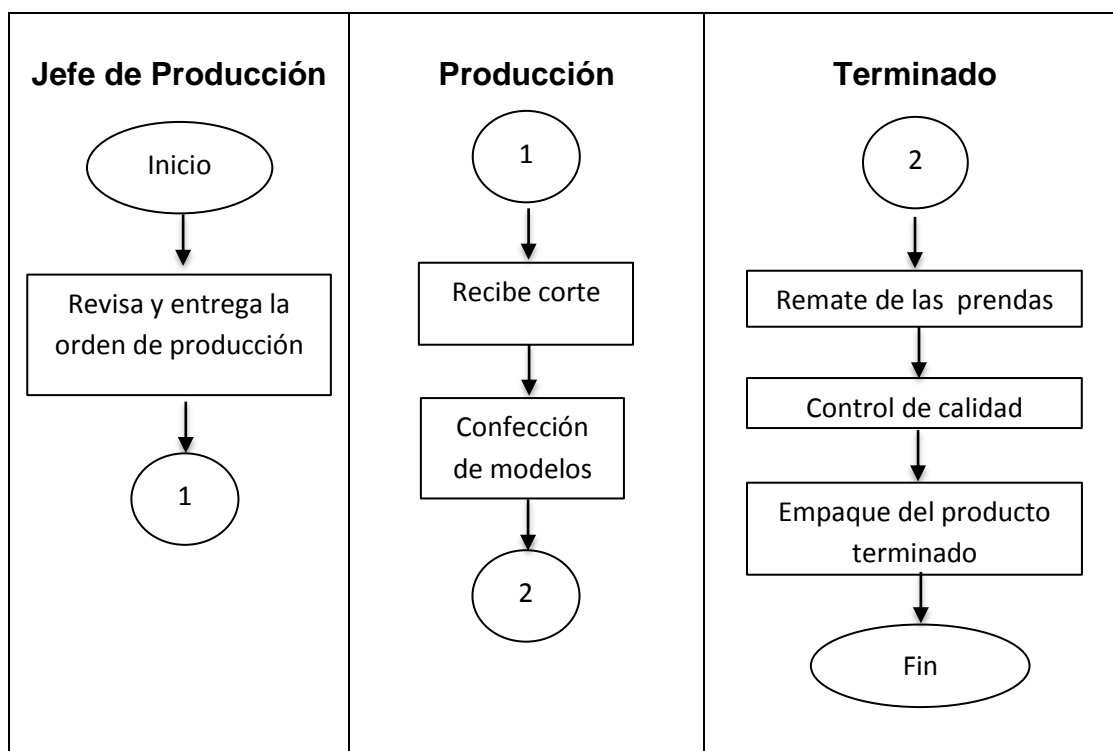 Jefe de Producción
Inicio
Revisa y entrega la
orden de producción
1
Producción
1
Recibe corte
Confección
de modelos
2
Terminado
2
Remate de las  prendas
Control de calidad
Empaque del producto
terminado
Fin